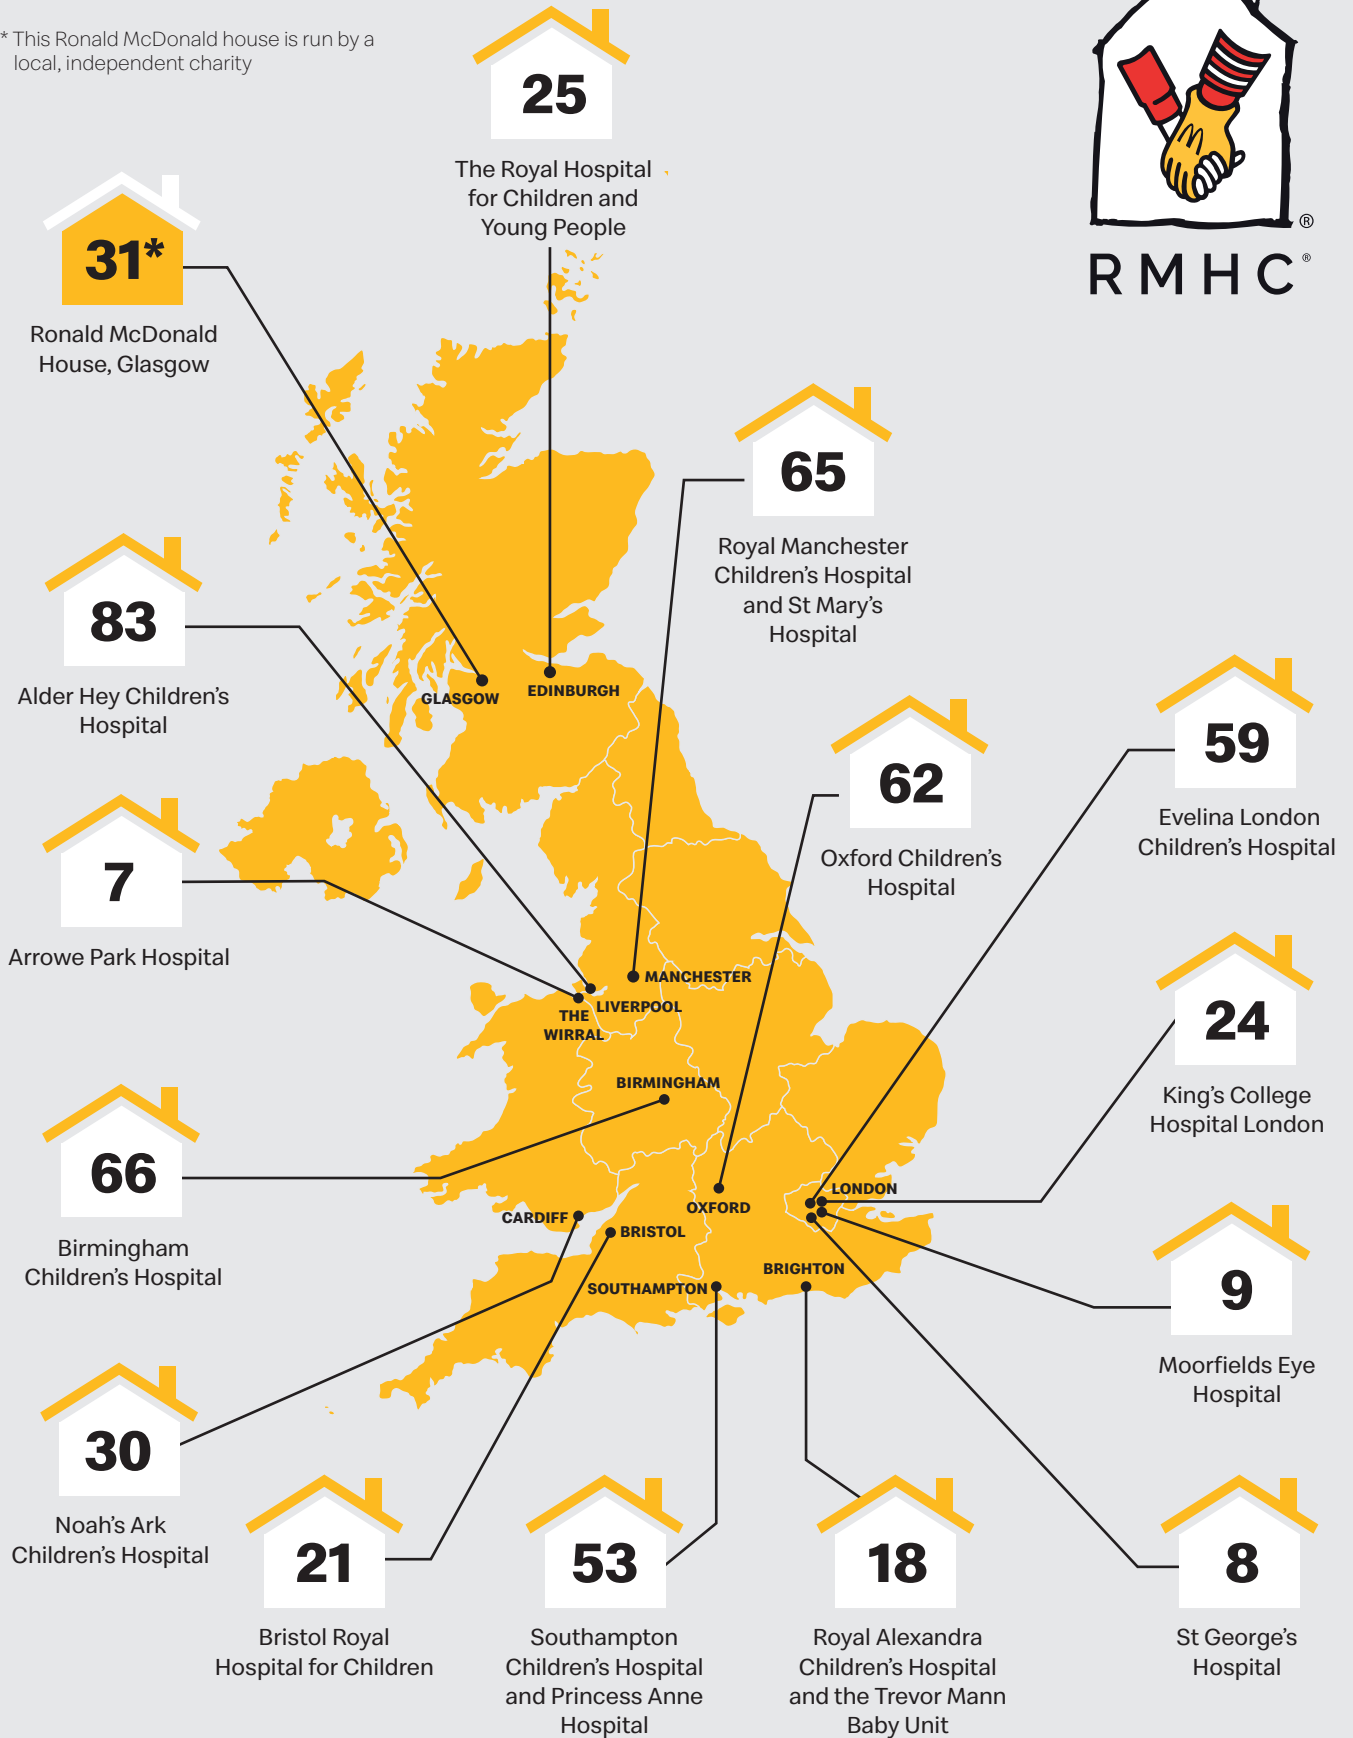 * This Ronald McDonald house is run by a
local, independent charity
25
The Royal Hospital
for Children and
Young People
®
RMHC®
31*
Ronald McDonald
House, Glasgow
65
Royal Manchester
Children's Hospital
and St Mary's
Hospital
83
Alder Hey Children's
Hospital
GLASGOW
EDINBURGH
59
Evelina London
Children's Hospital
62
Oxford Children's
Hospital
7
Arrowe Park Hospital
MANCHESTER
LIVERPOOL
THE
WIRRAL
24
King's College
Hospital London
BIRMINGHAM
66
Birmingham
Children's Hospital
LONDON
OXFORD
CARDIFF
BRISTOL
BRIGHTON
SOUTHAMPTON
9
Moorfields Eye
Hospital
30
Noah's Ark
Children's Hospital
21
Bristol Royal
Hospital for Children
53
Southampton
Children's Hospital
and Princess Anne
Hospital
18
Royal Alexandra
Children's Hospital
and the Trevor Mann
Baby Unit
8
St George's
Hospital